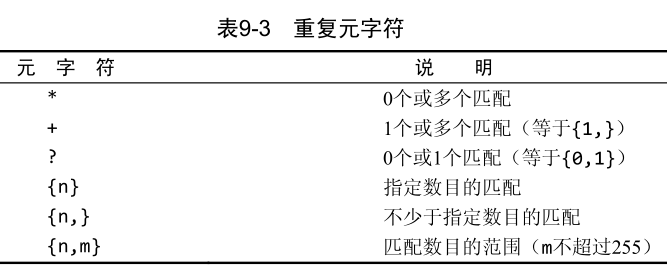 表9-3 重复元字符
元 字 符 说 明
* 0个或多个匹配
+ 1个或多个匹配（等于{1,}）
? 0个或1个匹配（等于{0,1}）
{n} 指定数目的匹配
{n,} 不少于指定数目的匹配
{n,m} 匹配数目的范围（m不超过255）